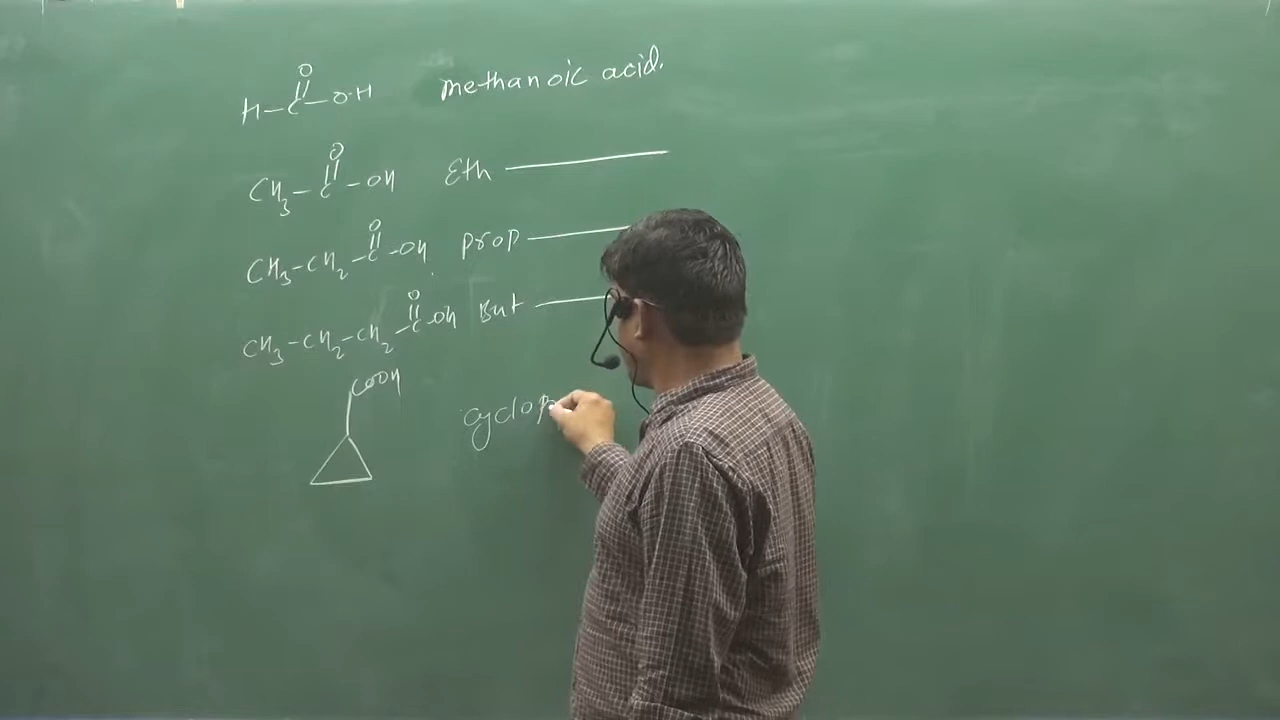 O
H–C–O·H methanoic acid.
O
CH3–C–OH Eth
O
CH3–CH2–C–OH Prop
O
CH3–CH2–CH2–C–OH But
COOH
cyclop